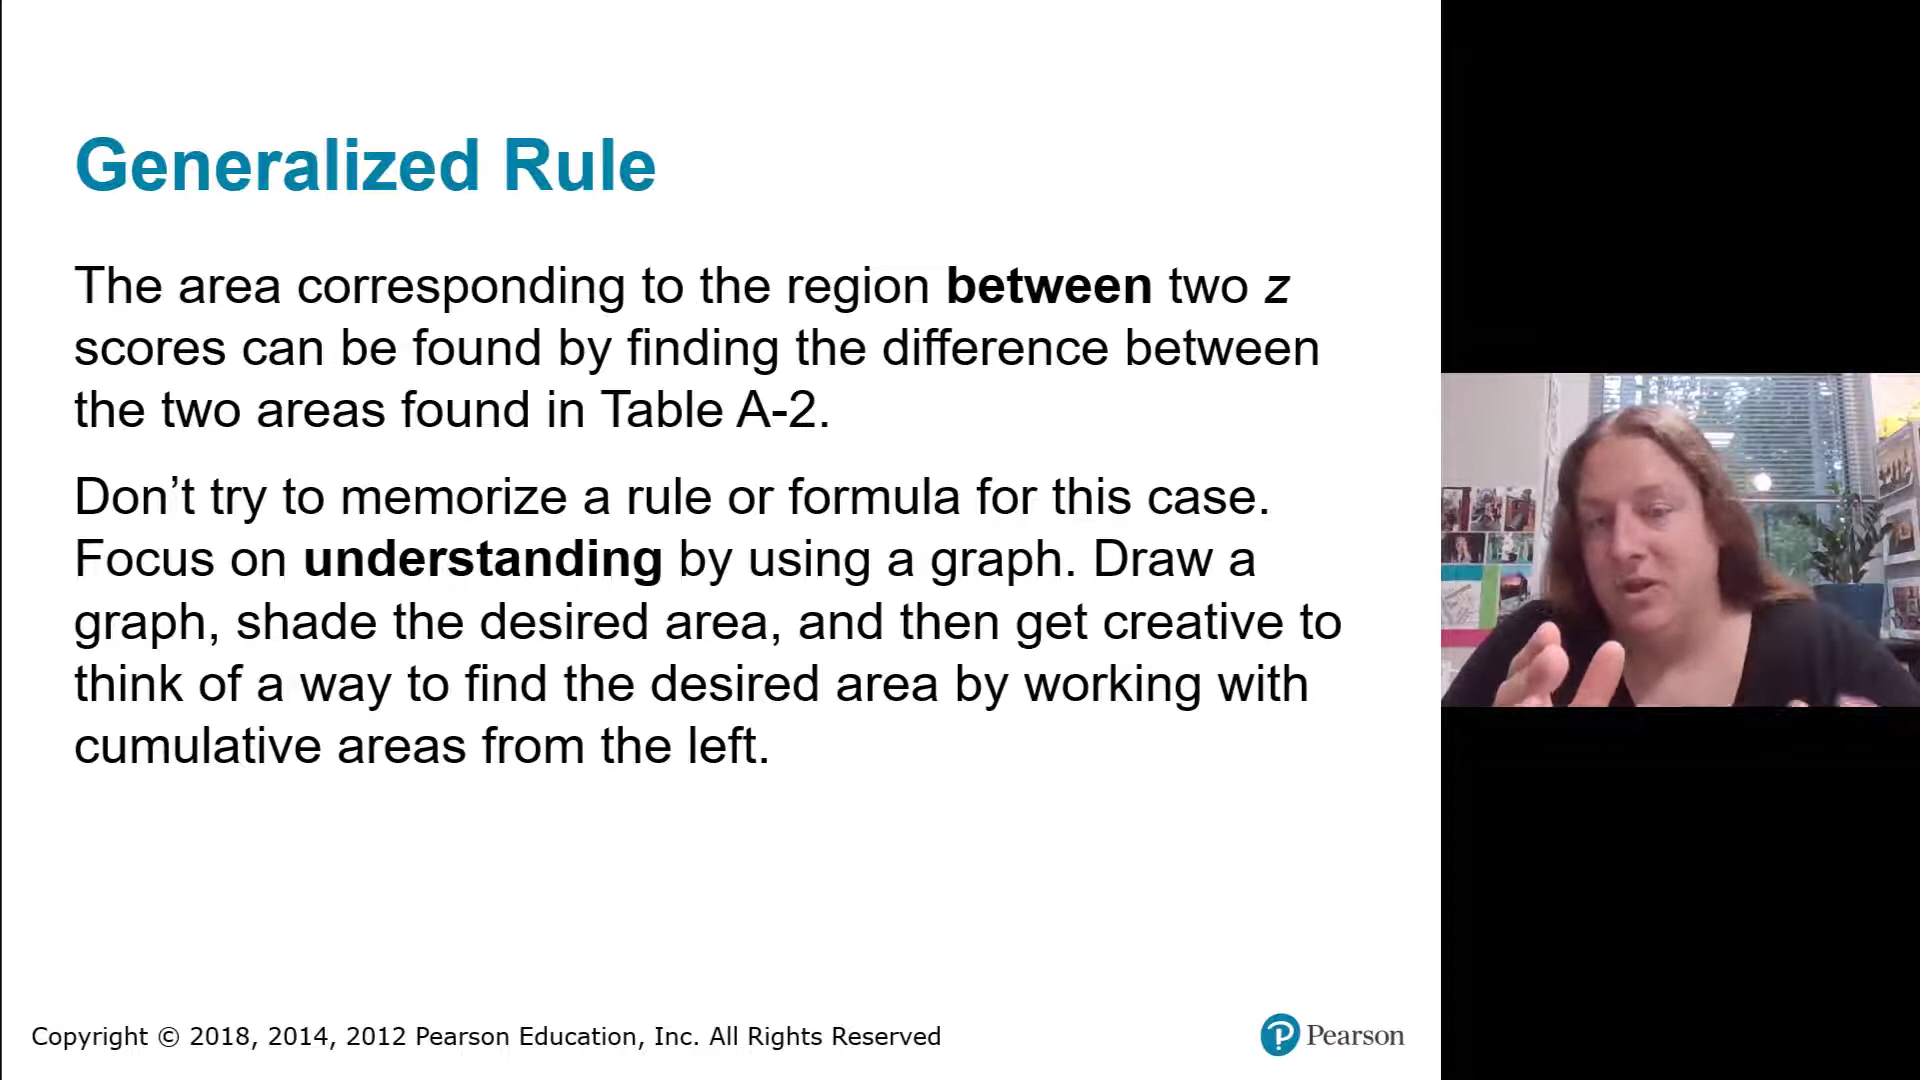 Generalized Rule
The area corresponding to the region between two z
scores can be found by finding the difference between
the two areas found in Table A-2.
Don’t try to memorize a rule or formula for this case.
Focus on understanding by using a graph. Draw a
graph, shade the desired area, and then get creative to
think of a way to find the desired area by working with
cumulative areas from the left.
Copyright © 2018, 2014, 2012 Pearson Education, Inc. All Rights Reserved
Pearson